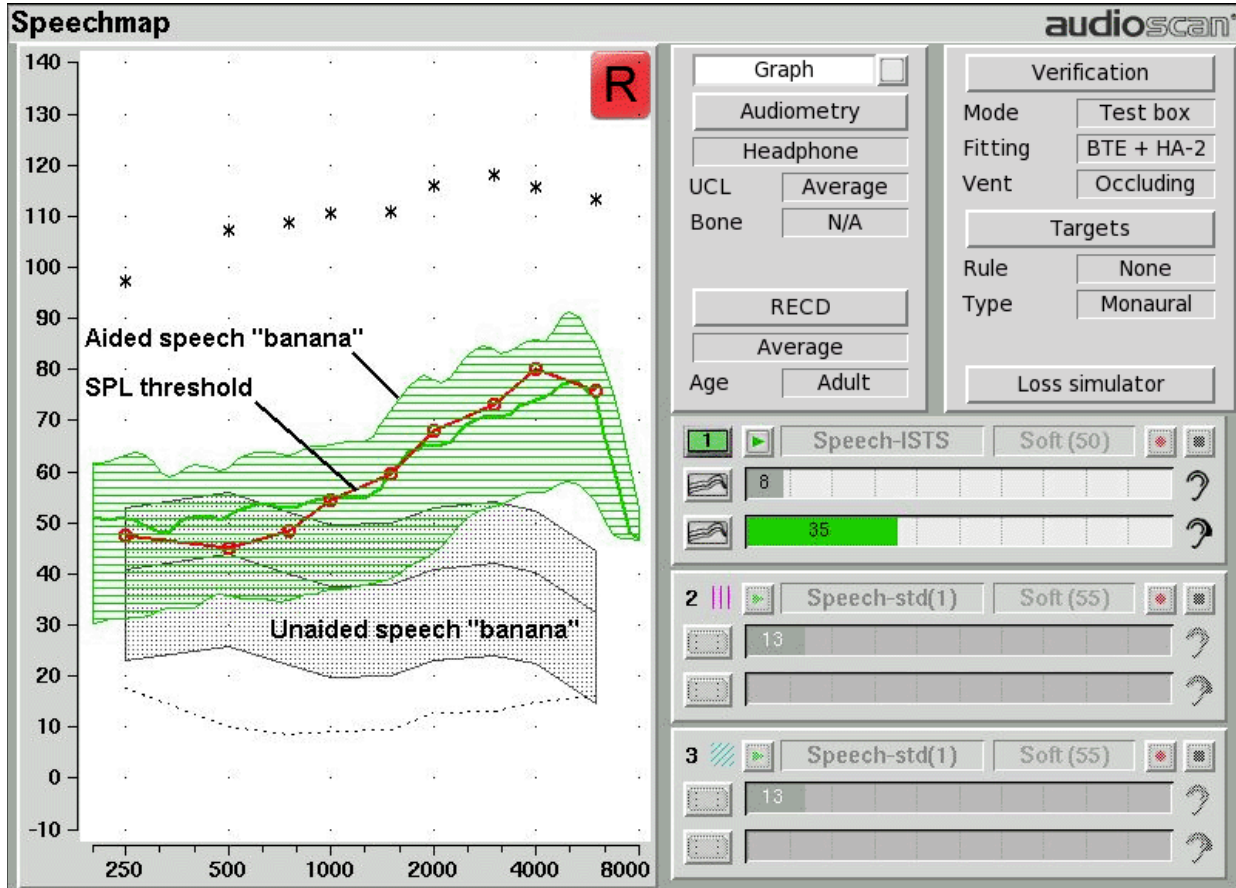 Speechmap
audioscan
140
130
120
110
100
90
80
70
60
50
40
30
20
10
0
-10
R
Aided speech "banana"
SPL threshold
Unaided speech "banana"
250 500 1000 2000 4000 8000
Graph
Audiometry
Headphone
UCL Average
Bone N/A
RECD
Average
Age Adult
Verification
Mode Test box
Fitting BTE + HA-2
Vent Occluding
Targets
Rule None
Type Monaural
Loss simulator
1 Speech-ISTS Soft (50)
8
35
2 Speech-std(1) Soft (55)
13
3 Speech-std(1) Soft (55)
13